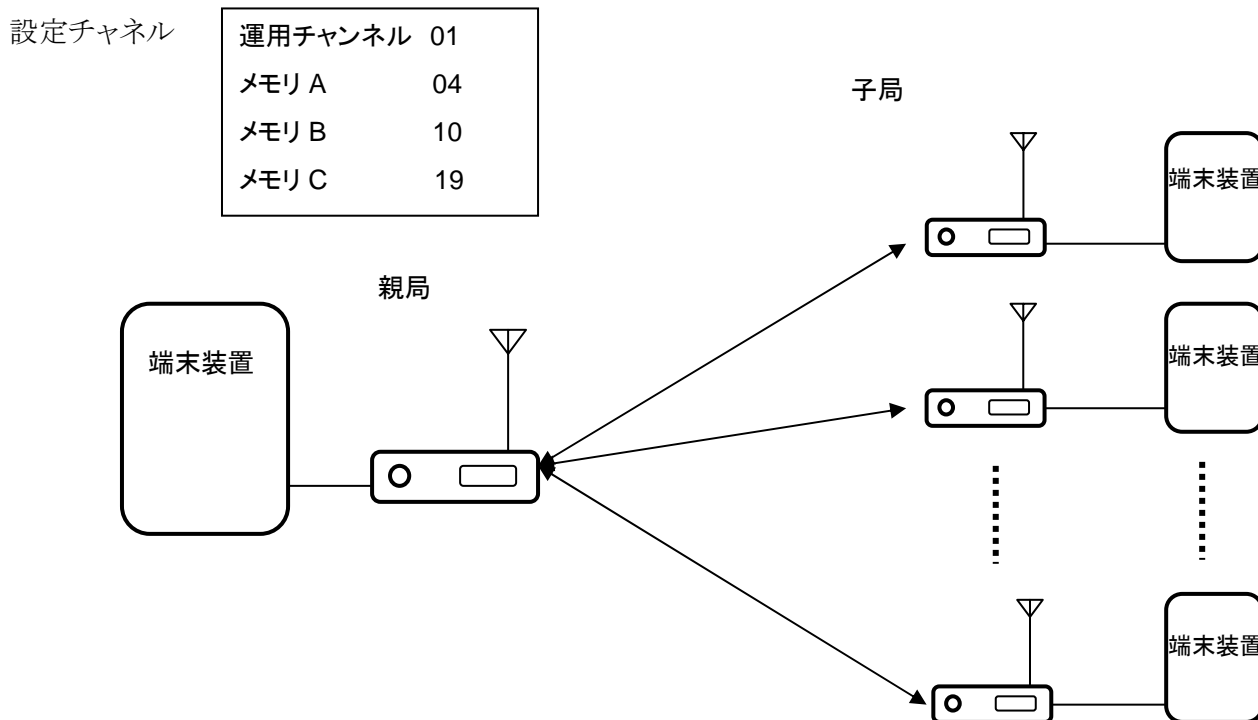 設定チャネル
運用チャンネル 01
メモリ A 04
メモリ B 10
メモリ C 19
子局
端末装置
親局
端末装置
端末装置
端末装置